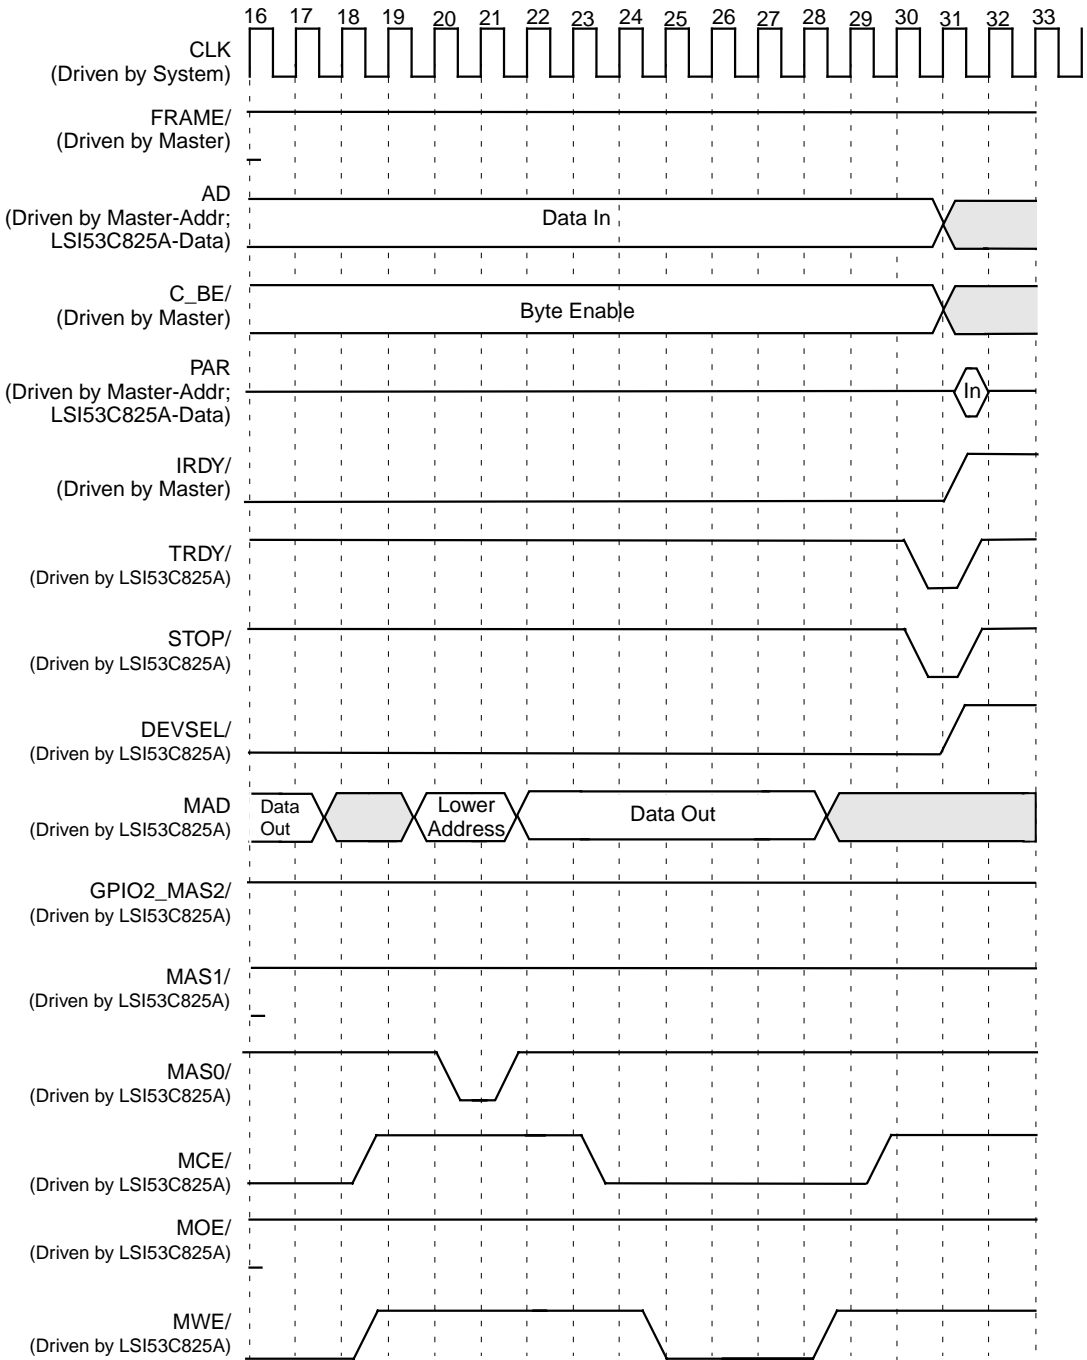 16 17 18 19 20 21 22 23 24 25 26 27 28 29 30 31 32 33
CLK
(Driven by System)
FRAME/
(Driven by Master)
AD
(Driven by Master-Addr;
LSI53C825A-Data)
Data In
C_BE/
(Driven by Master)
Byte Enable
PAR
(Driven by Master-Addr;
LSI53C825A-Data)
In
IRDY/
(Driven by Master)
TRDY/
(Driven by LSI53C825A)
STOP/
(Driven by LSI53C825A)
DEVSEL/
(Driven by LSI53C825A)
MAD
(Driven by LSI53C825A)
Data
Out
Lower
Address
Data Out
GPIO2_MAS2/
(Driven by LSI53C825A)
MAS1/
(Driven by LSI53C825A)
MAS0/
(Driven by LSI53C825A)
MCE/
(Driven by LSI53C825A)
MOE/
(Driven by LSI53C825A)
MWE/
(Driven by LSI53C825A)